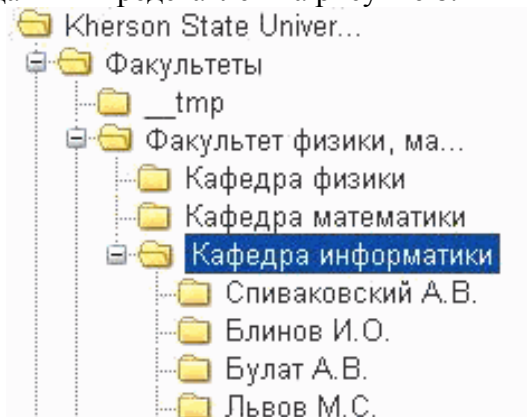 Kherson State Univer...
Факультеты
__tmp
Факультет физики, ма...
Кафедра физики
Кафедра математики
Кафедра информатики
Спиваковский А.В.
Блинов И.О.
Булат А.В.
Львов М.С.